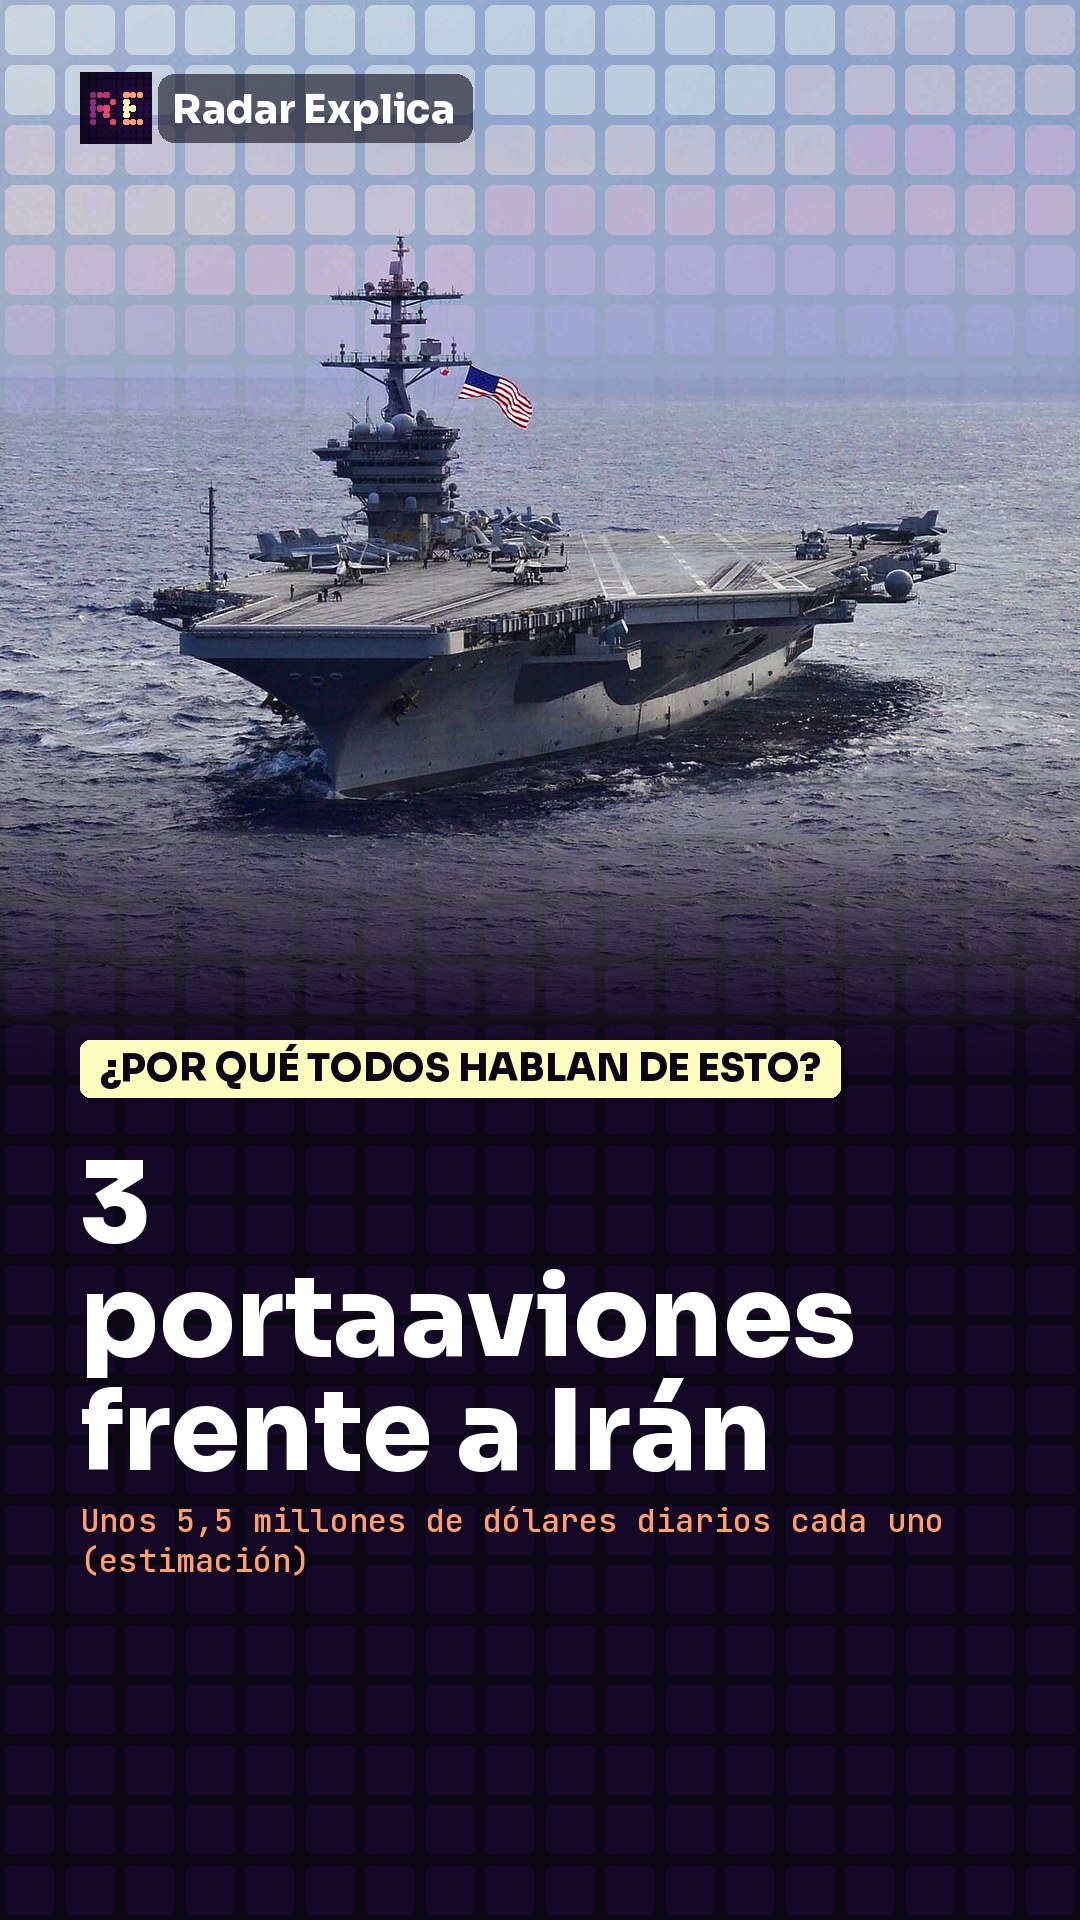 RE
Radar Explica
¿POR QUÉ TODOS HABLAN DE ESTO?
3
portaaviones
frente a Irán
Unos 5,5 millones de dólares diarios cada uno
(estimación)